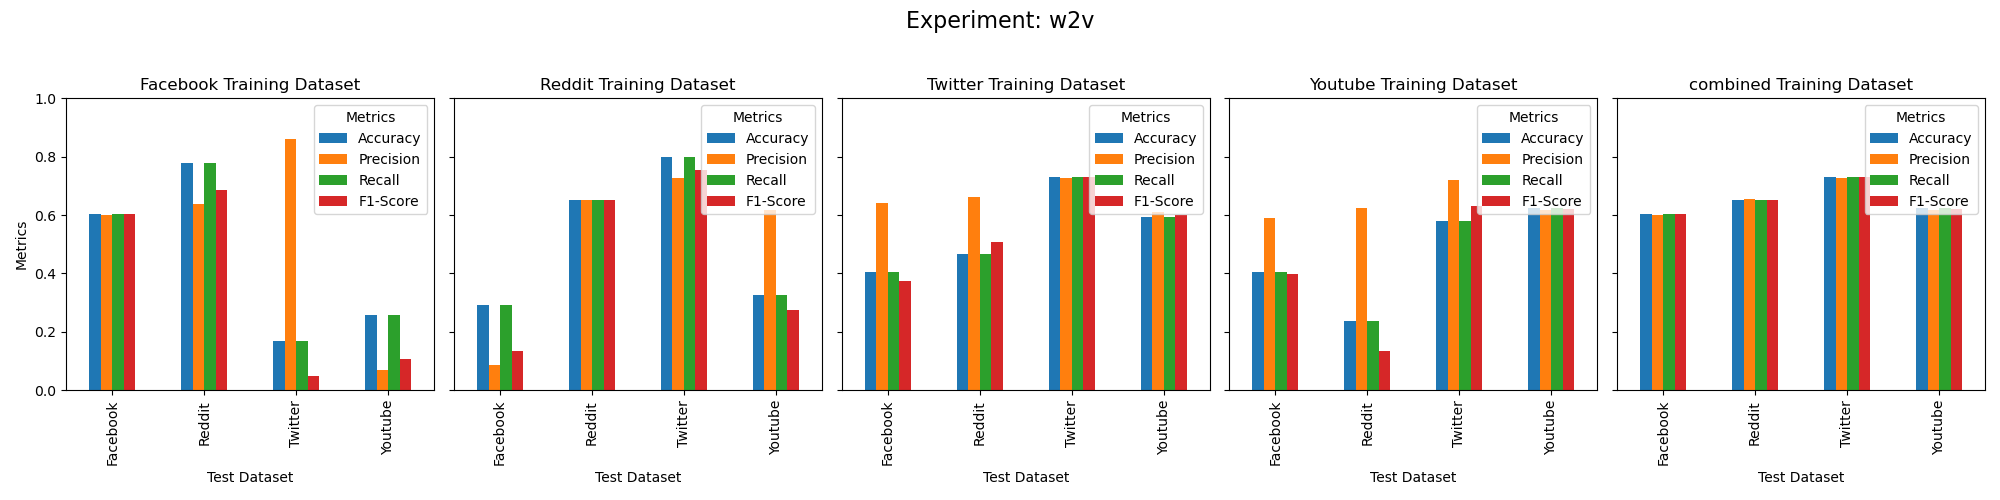 Experiment: w2v
Facebook Training Dataset
Metrics
1.0
0.8
0.6
0.4
0.2
0.0
Metrics
Accuracy
Precision
Recall
F1-Score
Facebook
Reddit
Twitter
Youtube
Test Dataset
Reddit Training Dataset
Metrics
Accuracy
Precision
Recall
F1-Score
Facebook
Reddit
Twitter
Youtube
Test Dataset
Twitter Training Dataset
Metrics
Accuracy
Precision
Recall
F1-Score
Facebook
Reddit
Twitter
Youtube
Test Dataset
Youtube Training Dataset
Metrics
Accuracy
Precision
Recall
F1-Score
Facebook
Reddit
Twitter
Youtube
Test Dataset
combined Training Dataset
Metrics
Accuracy
Precision
Recall
F1-Score
Facebook
Reddit
Twitter
Youtube
Test Dataset